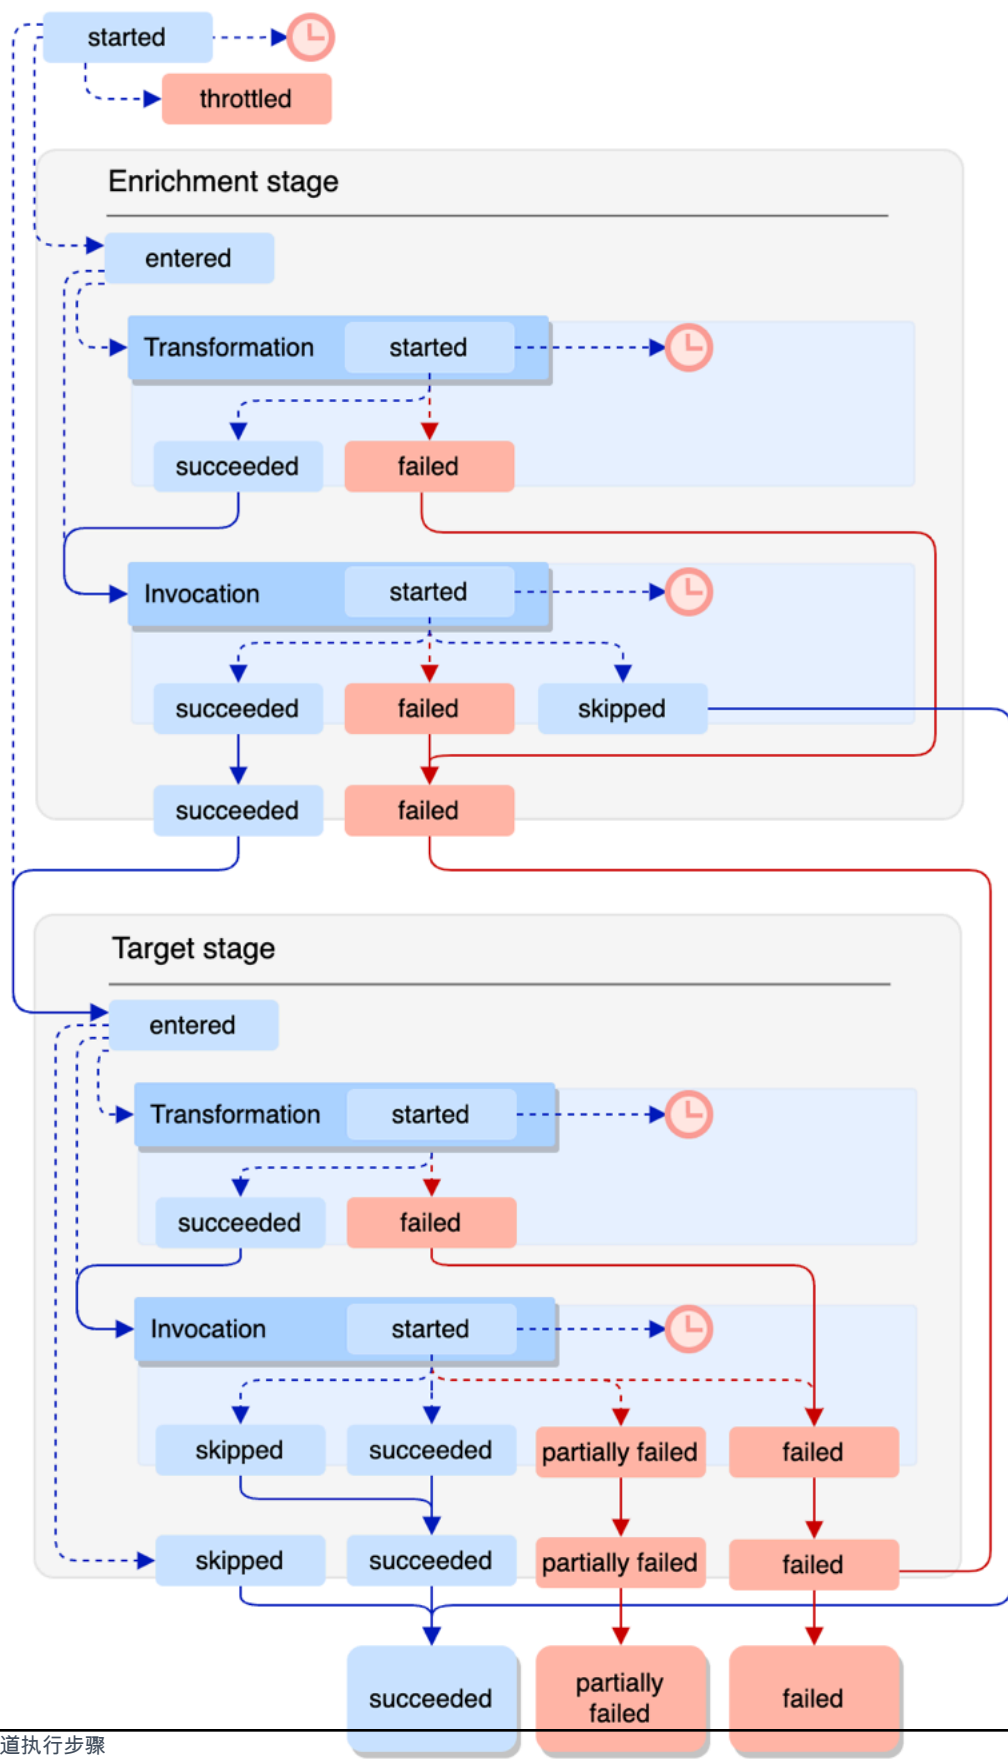 started
throttled
Enrichment stage
entered
Transformation started
succeeded failed
Invocation started
succeeded failed skipped
succeeded failed
Target stage
entered
Transformation started
succeeded failed
Invocation started
skipped succeeded partially failed failed
skipped succeeded partially failed failed
succeeded partially failed failed
道执行步骤